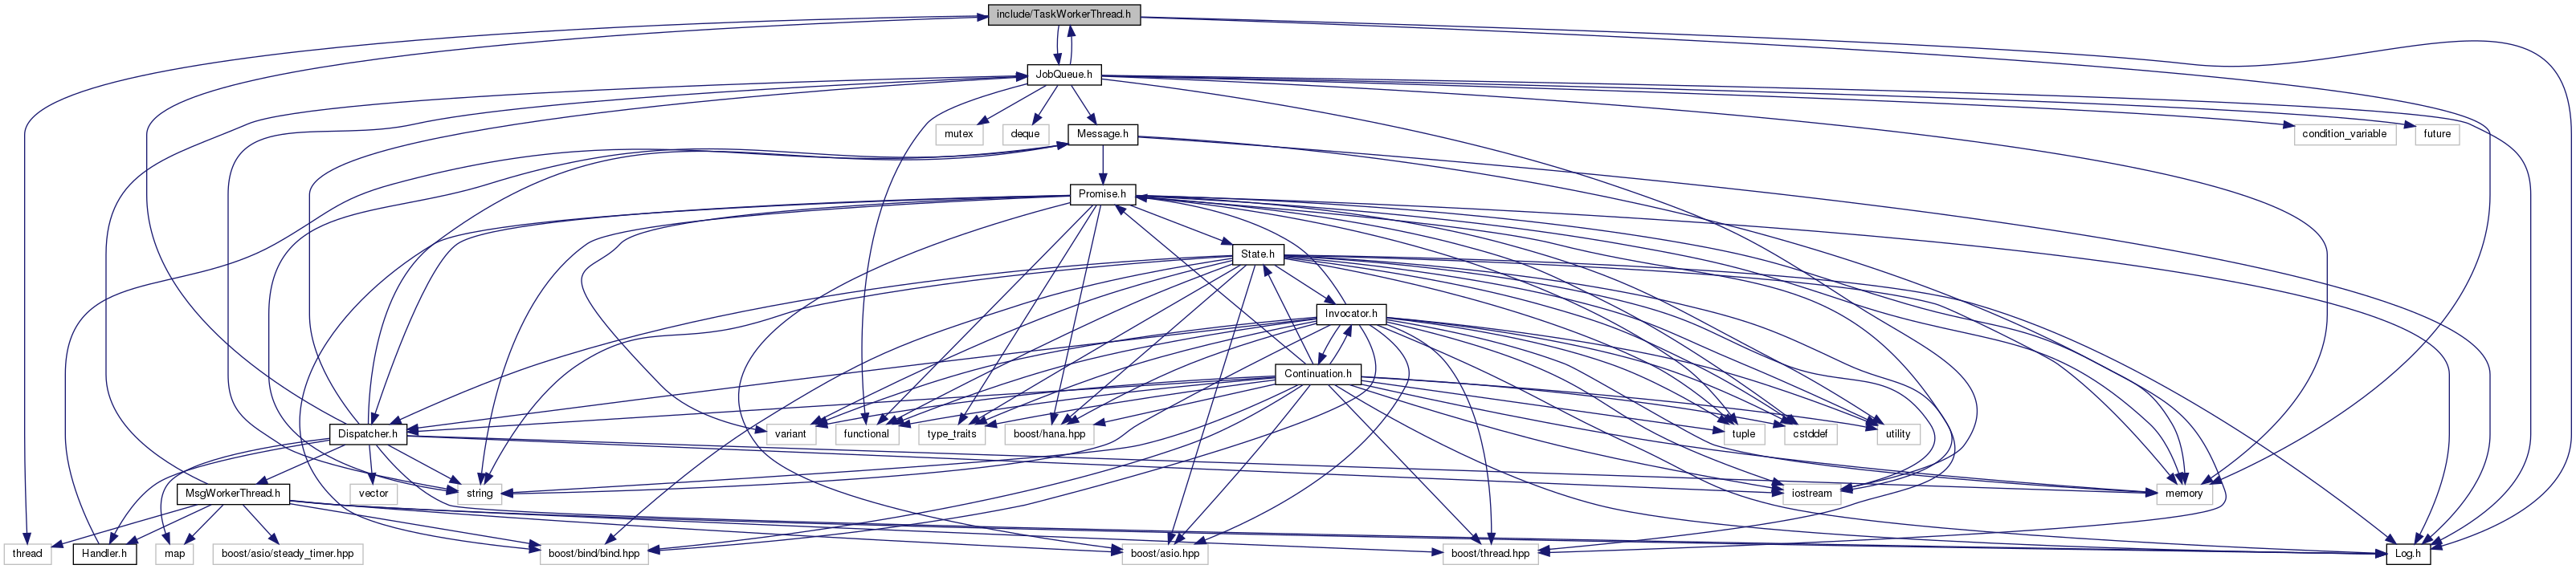 include/TaskWorkerThread.h
JobQueue.h
mutex
deque
Message.h
condition_variable
future
Promise.h
State.h
Invocator.h
Continuation.h
Dispatcher.h
variant
functional
type_traits
boost/hana.hpp
tuple
cstddef
utility
MsgWorkerThread.h
vector
string
iostream
memory
thread
Handler.h
map
boost/asio/steady_timer.hpp
boost/bind/bind.hpp
boost/asio.hpp
boost/thread.hpp
Log.h